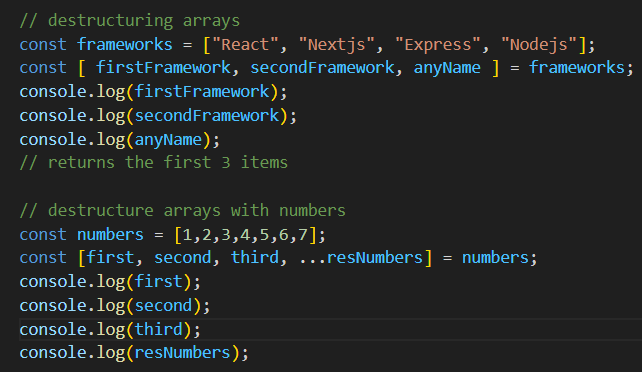 // destructuring arrays
const frameworks = ["React", "Nextjs", "Express", "Nodejs"];
const [ firstFramework, secondFramework, anyName ] = frameworks;
console.log(firstFramework);
console.log(secondFramework);
console.log(anyName);
// returns the first 3 items
// destructure arrays with numbers
const numbers = [1,2,3,4,5,6,7];
const [first, second, third, ...resNumbers] = numbers;
console.log(first);
console.log(second);
console.log(third);
console.log(resNumbers);